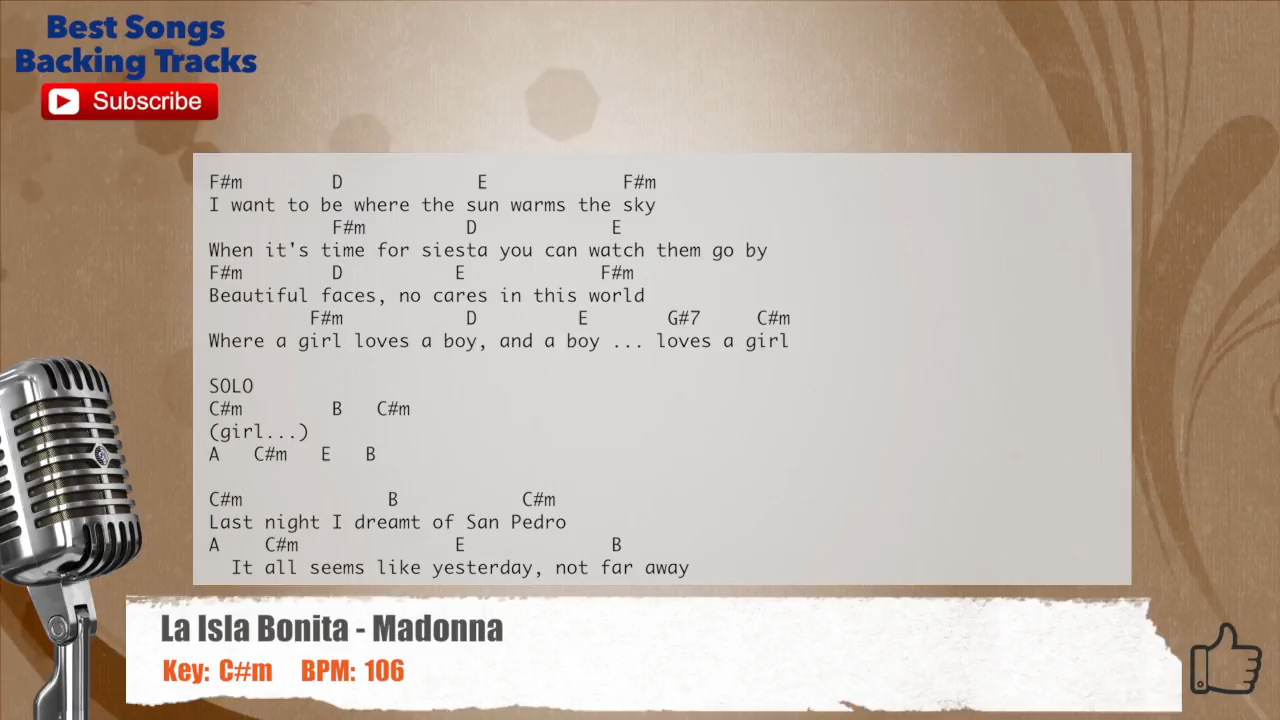 Best Songs
Backing Tracks
Subscribe
F#m D E F#m
I want to be where the sun warms the sky
F#m D E
When it's time for siesta you can watch them go by
F#m D E F#m
Beautiful faces, no cares in this world
F#m D E G#7 C#m
Where a girl loves a boy, and a boy ... loves a girl
SOLO
C#m B C#m
(girl...)
A C#m E B
C#m B C#m
Last night I dreamt of San Pedro
A C#m E B
It all seems like yesterday, not far away
La Isla Bonita - Madonna
Key: C#m BPM: 106